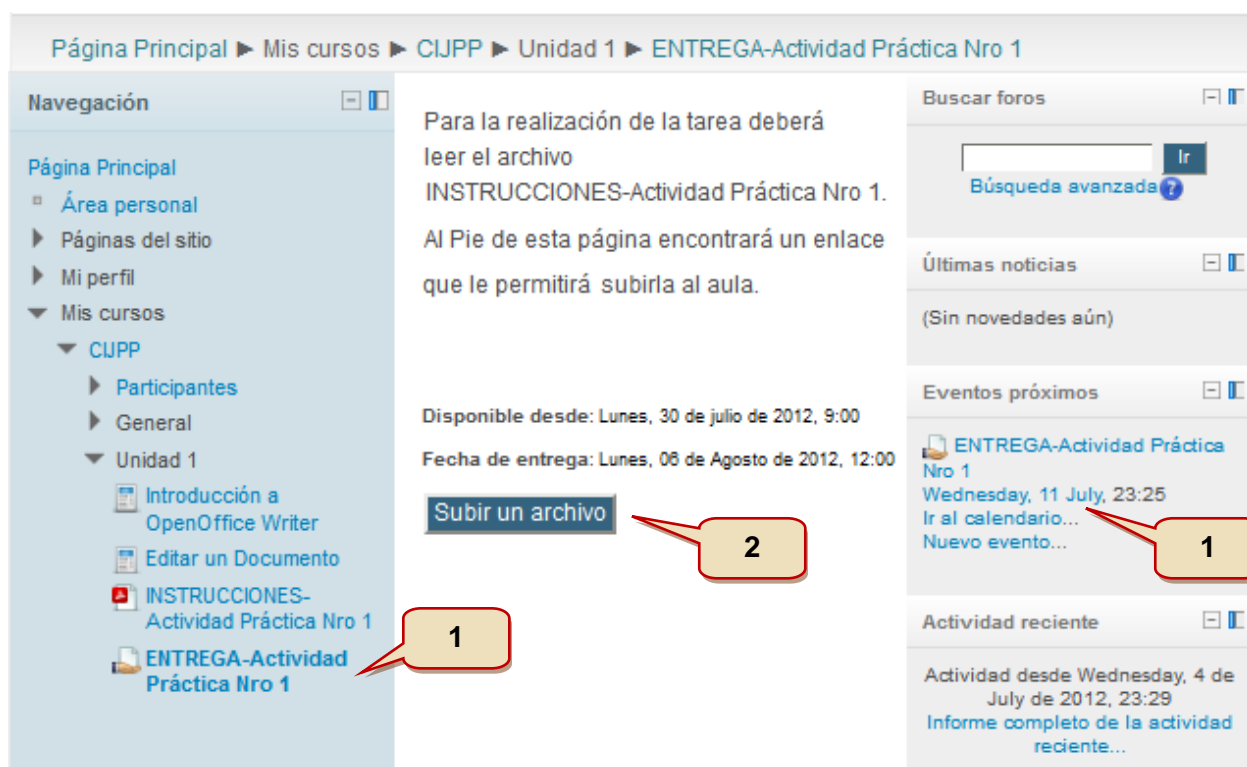 Página Principal ► Mis cursos ► CIJPP ► Unidad 1 ► ENTREGA-Actividad Práctica Nro 1
Navegación
Página Principal
Área personal
Páginas del sitio
Mi perfil
Mis cursos
CIJPP
Participantes
General
Unidad 1
Introducción a
OpenOffice Writer
Editar un Documento
INSTRUCCIONES-
Actividad Práctica Nro 1
ENTREGA-Actividad
Práctica Nro 1
1
Para la realización de la tarea deberá
leer el archivo
INSTRUCCIONES-Actividad Práctica Nro 1.
Al Pie de esta página encontrará un enlace
que le permitirá subirla al aula.
Disponible desde: Lunes, 30 de julio de 2012, 9:00
Fecha de entrega: Lunes, 06 de Agosto de 2012, 12:00
Subir un archivo
2
Buscar foros
Ir
Búsqueda avanzada?
Últimas noticias
(Sin novedades aún)
Eventos próximos
ENTREGA-Actividad Práctica
Nro 1
Wednesday, 11 July, 23:25
Ir al calendario...
Nuevo evento...
1
Actividad reciente
Actividad desde Wednesday, 4 de
July de 2012, 23:29
Informe completo de la actividad
reciente...